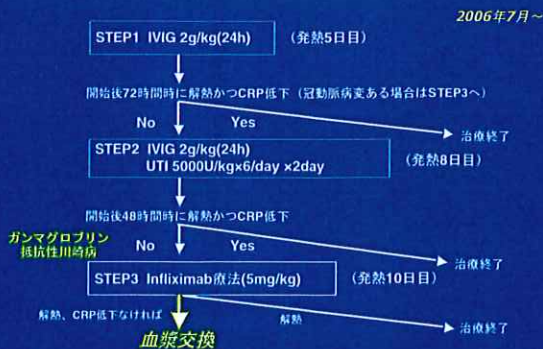 2006年7月～
STEP1 IVIG 2g/kg(24h) （発熱5日目）
開始後72時間時に解熱かつCRP低下（冠動脈病変ある場合はSTEP3へ）
No Yes
治療終了
STEP2 IVIG 2g/kg(24h)
UTI 5000U/kg×6/day ×2day
（発熱8日目）
開始後48時間時に解熱かつCRP低下
ガンマグロブリン
抵抗性川崎病
No Yes
治療終了
STEP3 Infliximab療法(5mg/kg) （発熱10日目）
解熱、CRP低下なければ 解熱
治療終了
血漿交換